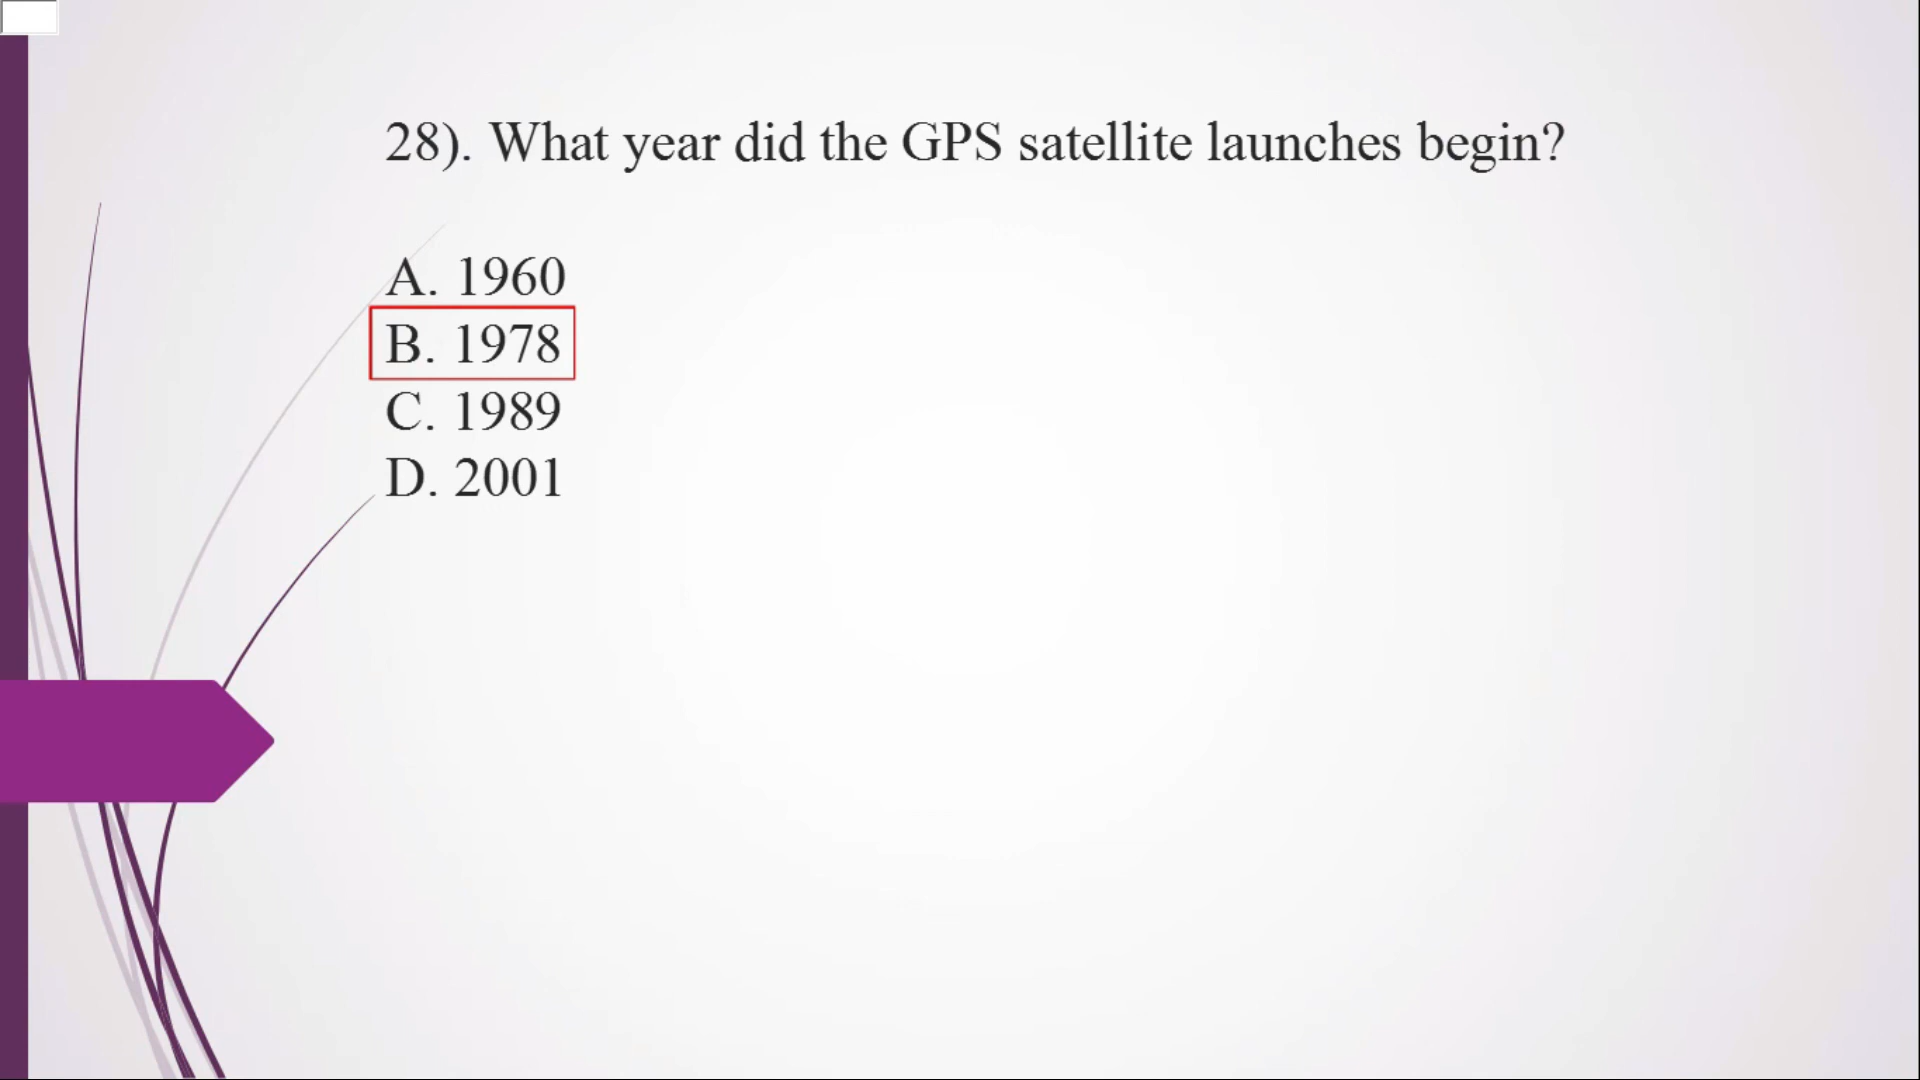 28). What year did the GPS satellite launches begin?
A. 1960
B. 1978
C. 1989
D. 2001